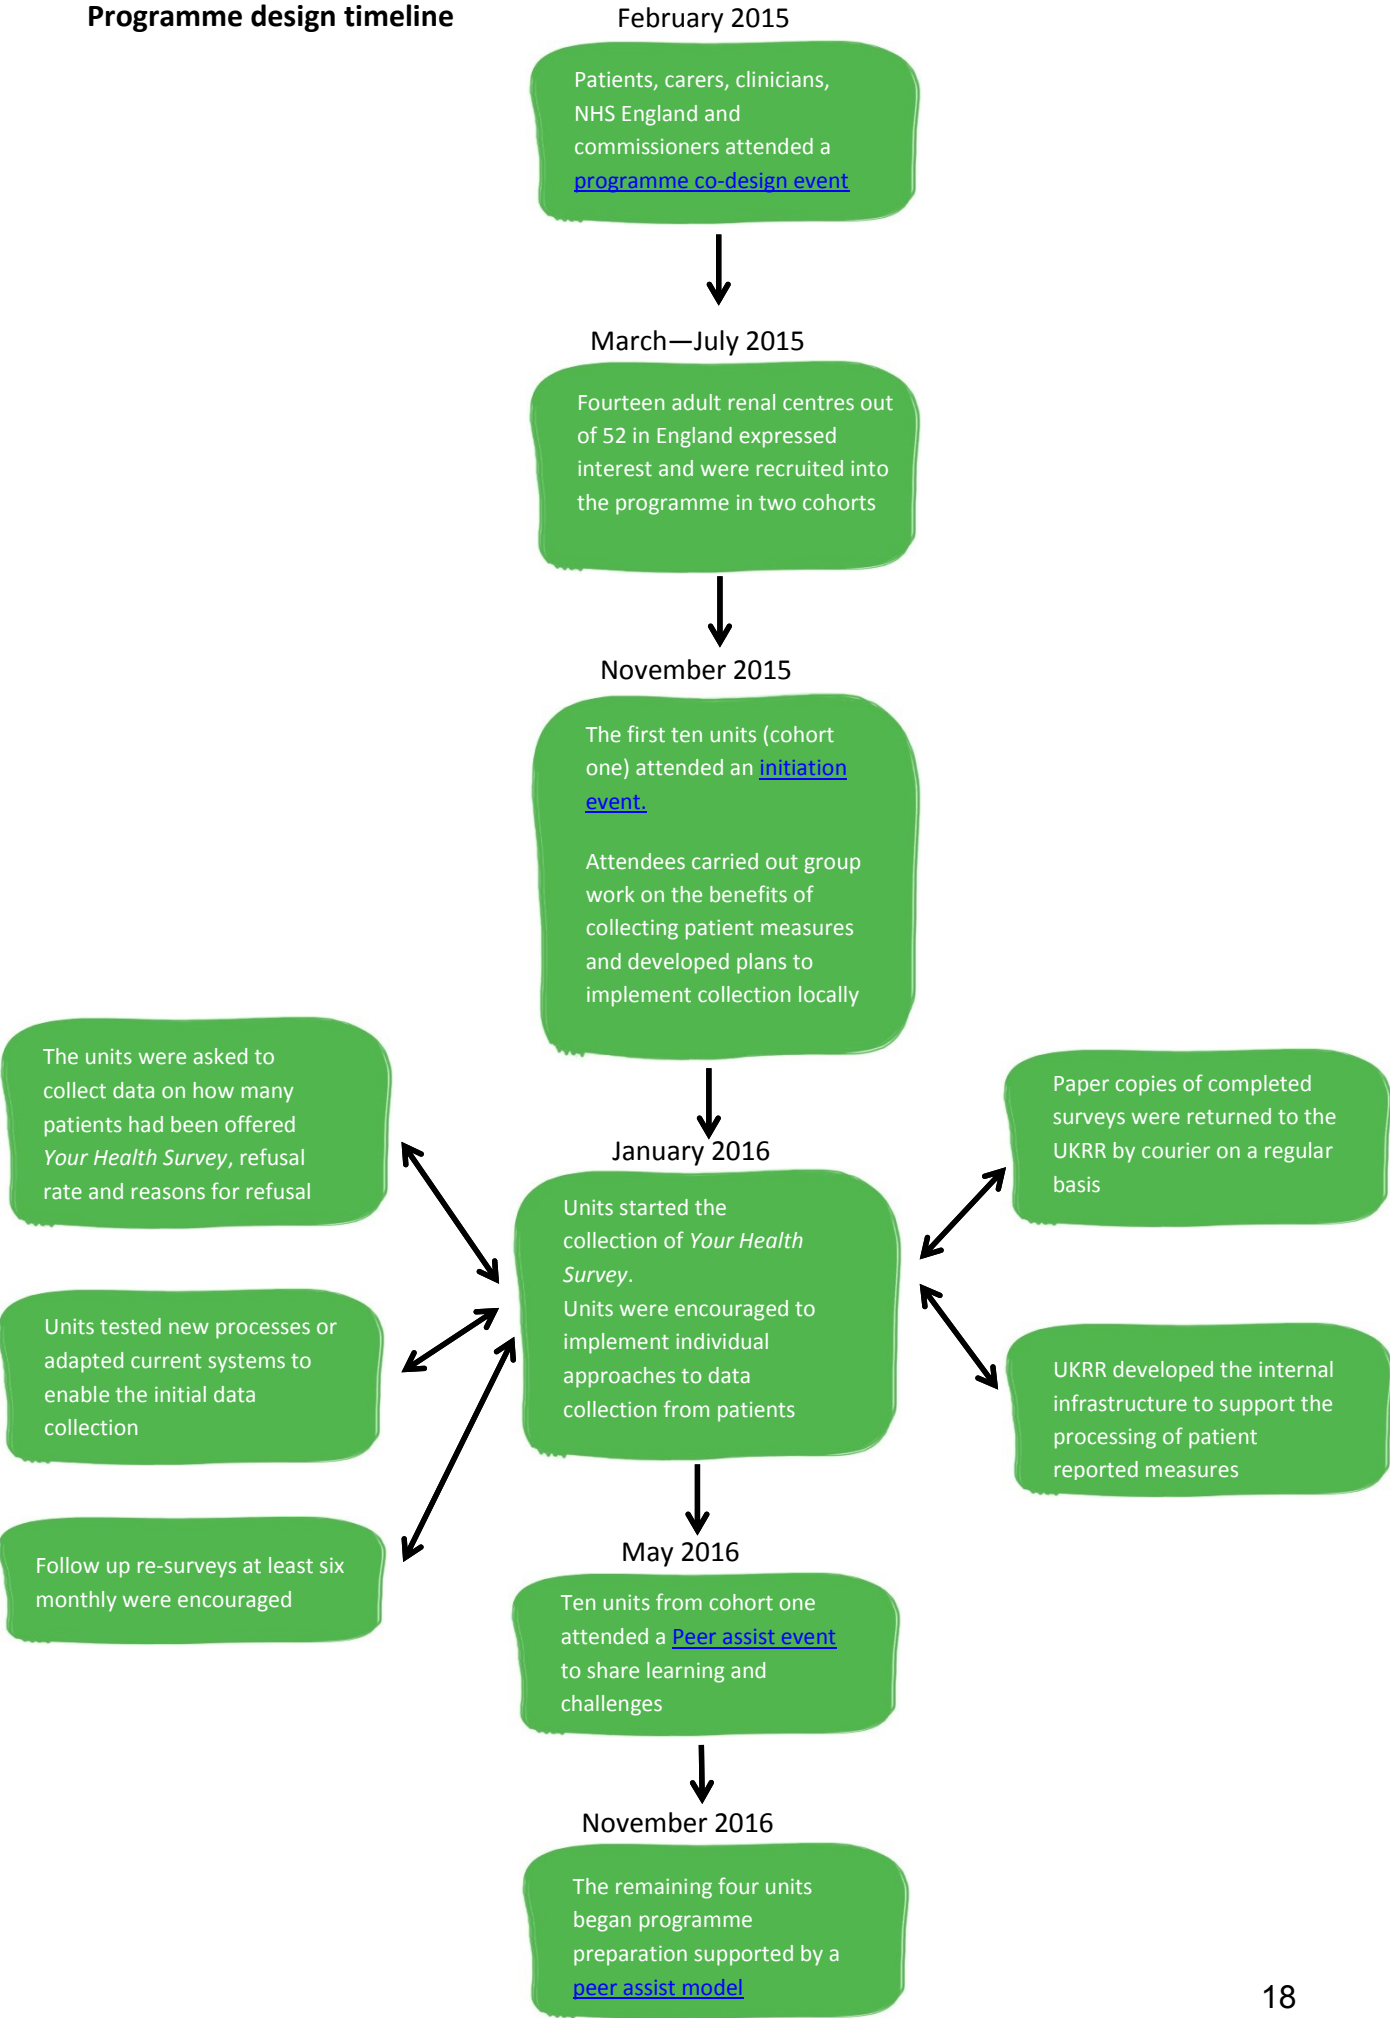 Programme design timeline
February 2015
Patients, carers, clinicians,
NHS England and
commissioners attended a
programme co-design event
March—July 2015
Fourteen adult renal centres out
of 52 in England expressed
interest and were recruited into
the programme in two cohorts
November 2015
The first ten units (cohort
one) attended an initiation
event.
Attendees carried out group
work on the benefits of
collecting patient measures
and developed plans to
implement collection locally
The units were asked to
collect data on how many
patients had been offered
Your Health Survey, refusal
rate and reasons for refusal
Units tested new processes or
adapted current systems to
enable the initial data
collection
Follow up re-surveys at least six
monthly were encouraged
January 2016
Units started the
collection of Your Health
Survey.
Units were encouraged to
implement individual
approaches to data
collection from patients
Paper copies of completed
surveys were returned to the
UKRR by courier on a regular
basis
UKRR developed the internal
infrastructure to support the
processing of patient
reported measures
May 2016
Ten units from cohort one
attended a Peer assist event
to share learning and
challenges
November 2016
The remaining four units
began programme
preparation supported by a
peer assist model
18